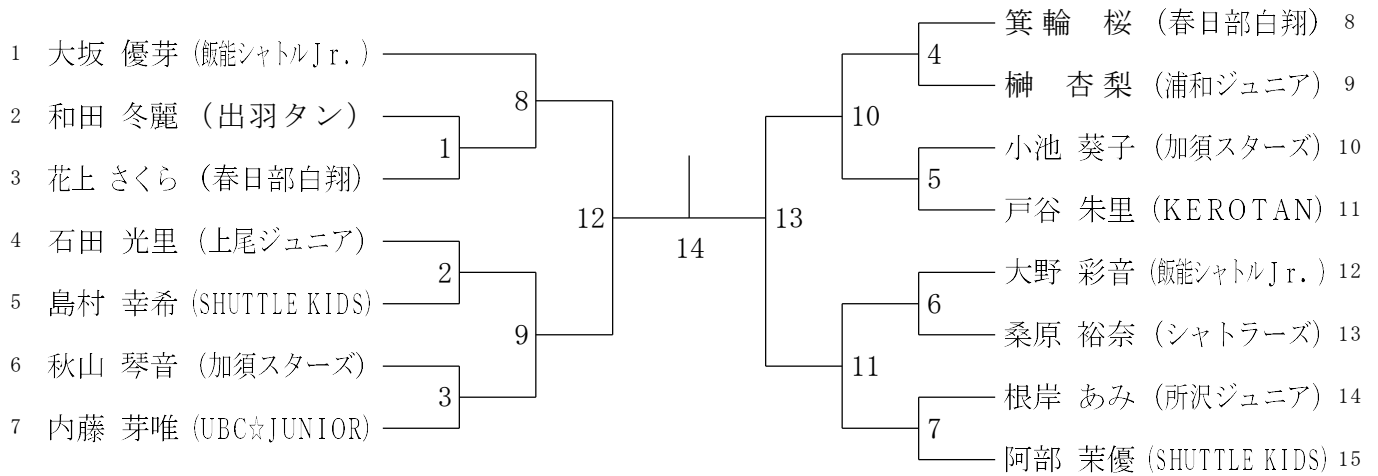 1 大坂 優芽 (飯能シャトルJr.)
2 和田 冬麗 (出羽タン)
3 花上 さくら (春日部白翔)
4 石田 光里 (上尾ジュニア)
5 島村 幸希 (SHUTTLE KIDS)
6 秋山 琴音 (加須スターズ)
7 内藤 芽唯 (UBC☆JUNIOR)
1
2
3
8
9
12
14
13
10
11
4
5
6
7
箕輪 桜 (春日部白翔) 8
榊 杏梨 (浦和ジュニア) 9
小池 葵子 (加須スターズ) 10
戸谷 朱里 (KEROTAN) 11
大野 彩音 (飯能シャトルJr.) 12
桑原 裕奈 (シャトラーズ) 13
根岸 あみ (所沢ジュニア) 14
阿部 茉優 (SHUTTLE KIDS) 15